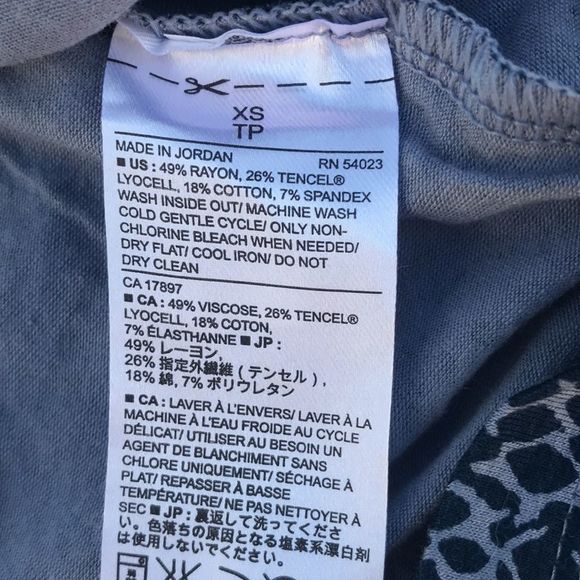 XS
TP
MADE IN JORDAN RN 54023
■ US : 49% RAYON, 26% TENCEL®
LYOCELL, 18% COTTON, 7% SPANDEX
WASH INSIDE OUT/ MACHINE WASH
COLD GENTLE CYCLE/ ONLY NON-
CHLORINE BLEACH WHEN NEEDED/
DRY FLAT/ COOL IRON/ DO NOT
DRY CLEAN
CA 17897
■ CA : 49% VISCOSE, 26% TENCEL®
LYOCELL, 18% COTON,
7% ÉLASTHANNE ■ JP :
49% レーヨン,
26% 指定外繊維 (テンセル),
18% 綿, 7% ポリウレタン
■ CA : LAVER À L'ENVERS/ LAVER À LA
MACHINE À L'EAU FROIDE AU CYCLE
DÉLICAT/ UTILISER AU BESOIN UN
AGENT DE BLANCHIMENT SANS
CHLORE UNIQUEMENT/ SÉCHAGE À
PLAT/ REPASSER À BASSE
TEMPÉRATURE/ NE PAS NETTOYER À
SEC ■ JP : 裏返して洗ってくださ
い. 色落ちの原因となる塩素系漂白剤
は使用しないでください.